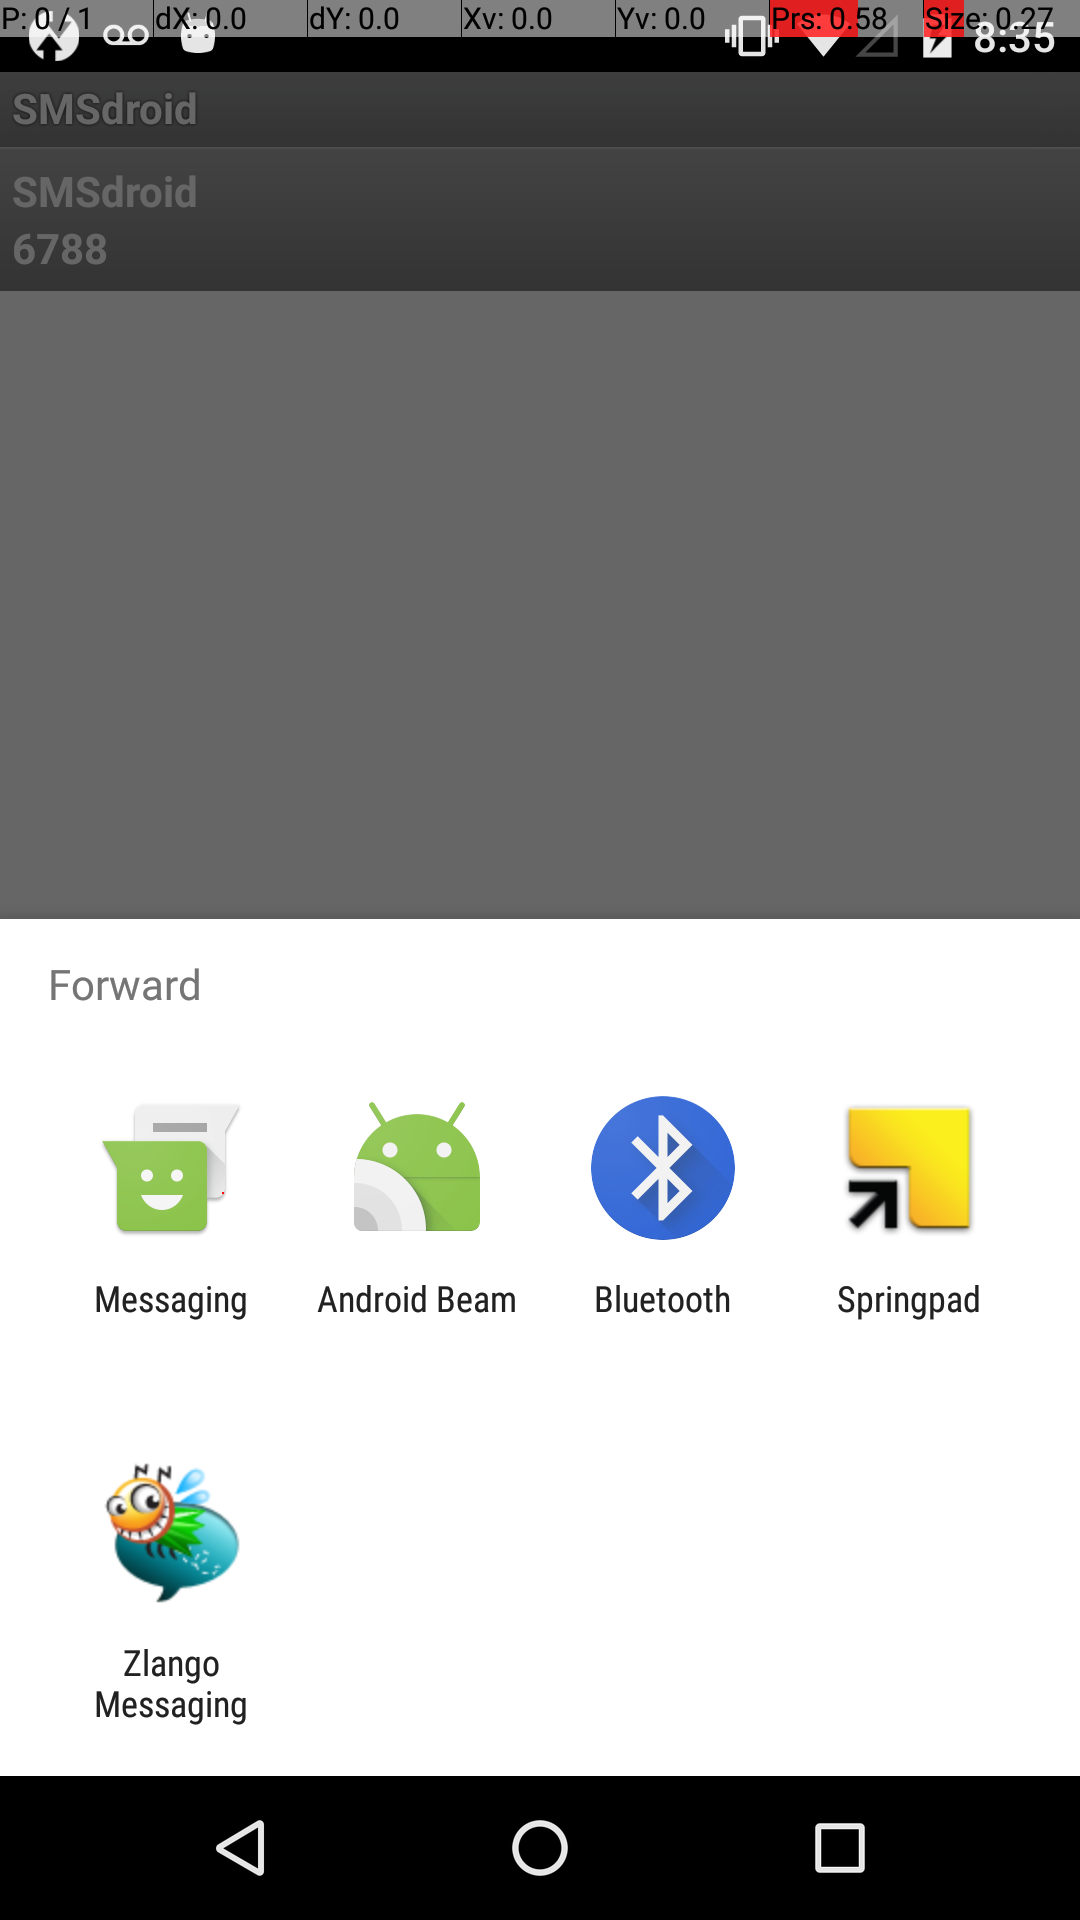 P: 0 / 1 dX: 0.0 dY: 0.0 Xv: 0.0 Yv: 0.0 Prs: 0.58 Size: 0.27
8:35
SMSdroid
SMSdroid
6788
Forward
Messaging Android Beam Bluetooth Springpad
Zlango
Messaging